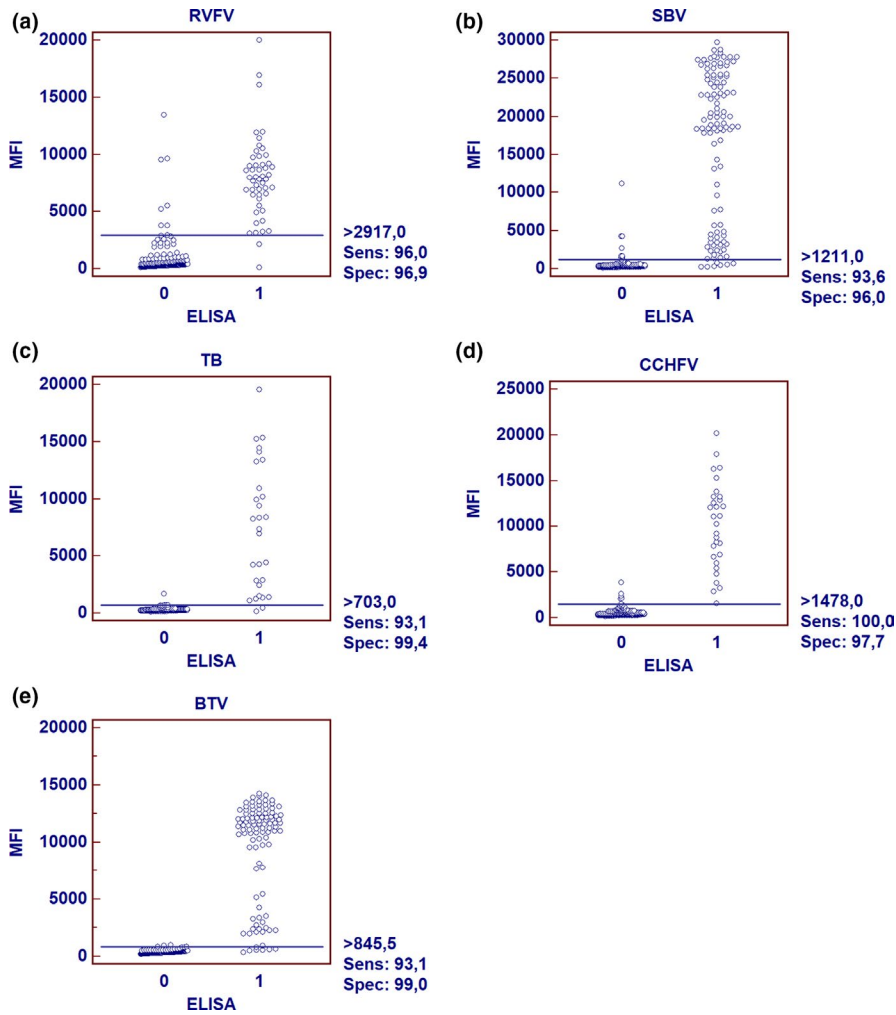 (a)
RVFV
20000
15000
10000
5000
0
MFI
0 1
ELISA
>2917,0
Sens: 96,0
Spec: 96,9
(b)
SBV
30000
25000
20000
15000
10000
5000
0
MFI
0 1
ELISA
>1211,0
Sens: 93,6
Spec: 96,0
(c)
TB
20000
15000
10000
5000
0
MFI
0 1
ELISA
>703,0
Sens: 93,1
Spec: 99,4
(d)
CCHFV
25000
20000
15000
10000
5000
0
MFI
0 1
ELISA
>1478,0
Sens: 100,0
Spec: 97,7
(e)
BTV
20000
15000
10000
5000
0
MFI
0 1
ELISA
>845,5
Sens: 93,1
Spec: 99,0